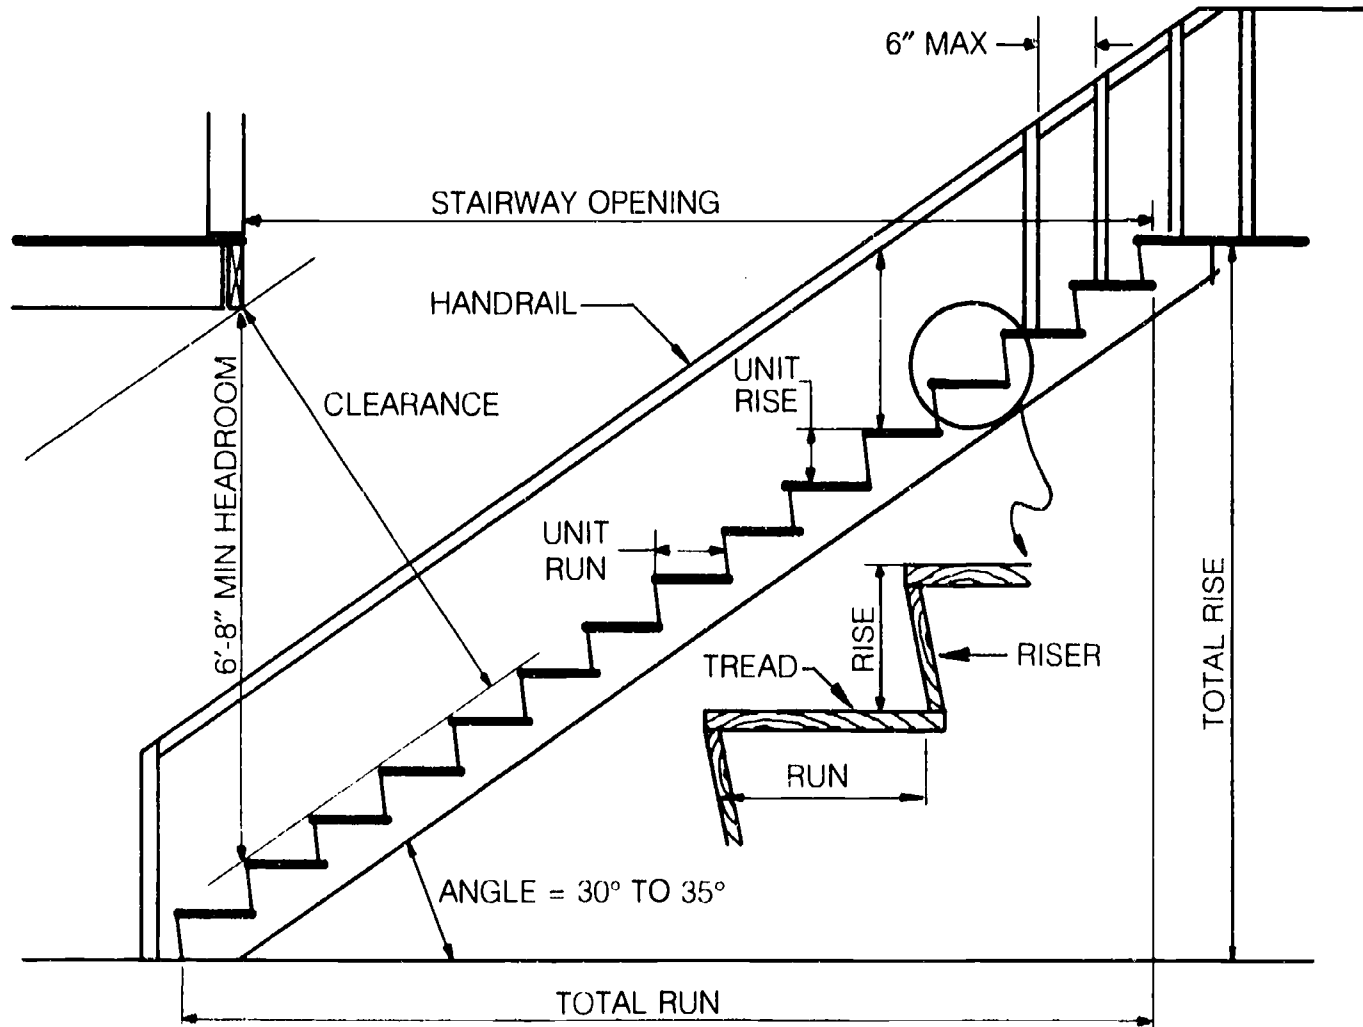 6" MAX
STAIRWAY OPENING
HANDRAIL
UNIT
RISE
CLEARANCE
6'-8" MIN HEADROOM
UNIT
RUN
RISE
RISER
TREAD
TOTAL RISE
RUN
ANGLE = 30° TO 35°
TOTAL RUN